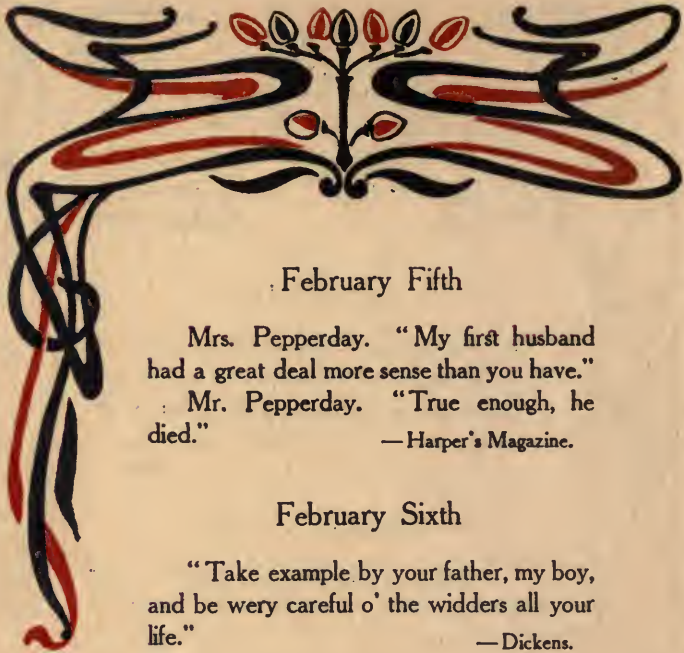 February Fifth
Mrs. Pepperday. "My first husband
had a great deal more sense than you have."
Mr. Pepperday. "True enough, he
died." —Harper's Magazine.
February Sixth
"Take example by your father, my boy,
and be wery careful o' the widders all your
life." —Dickens.